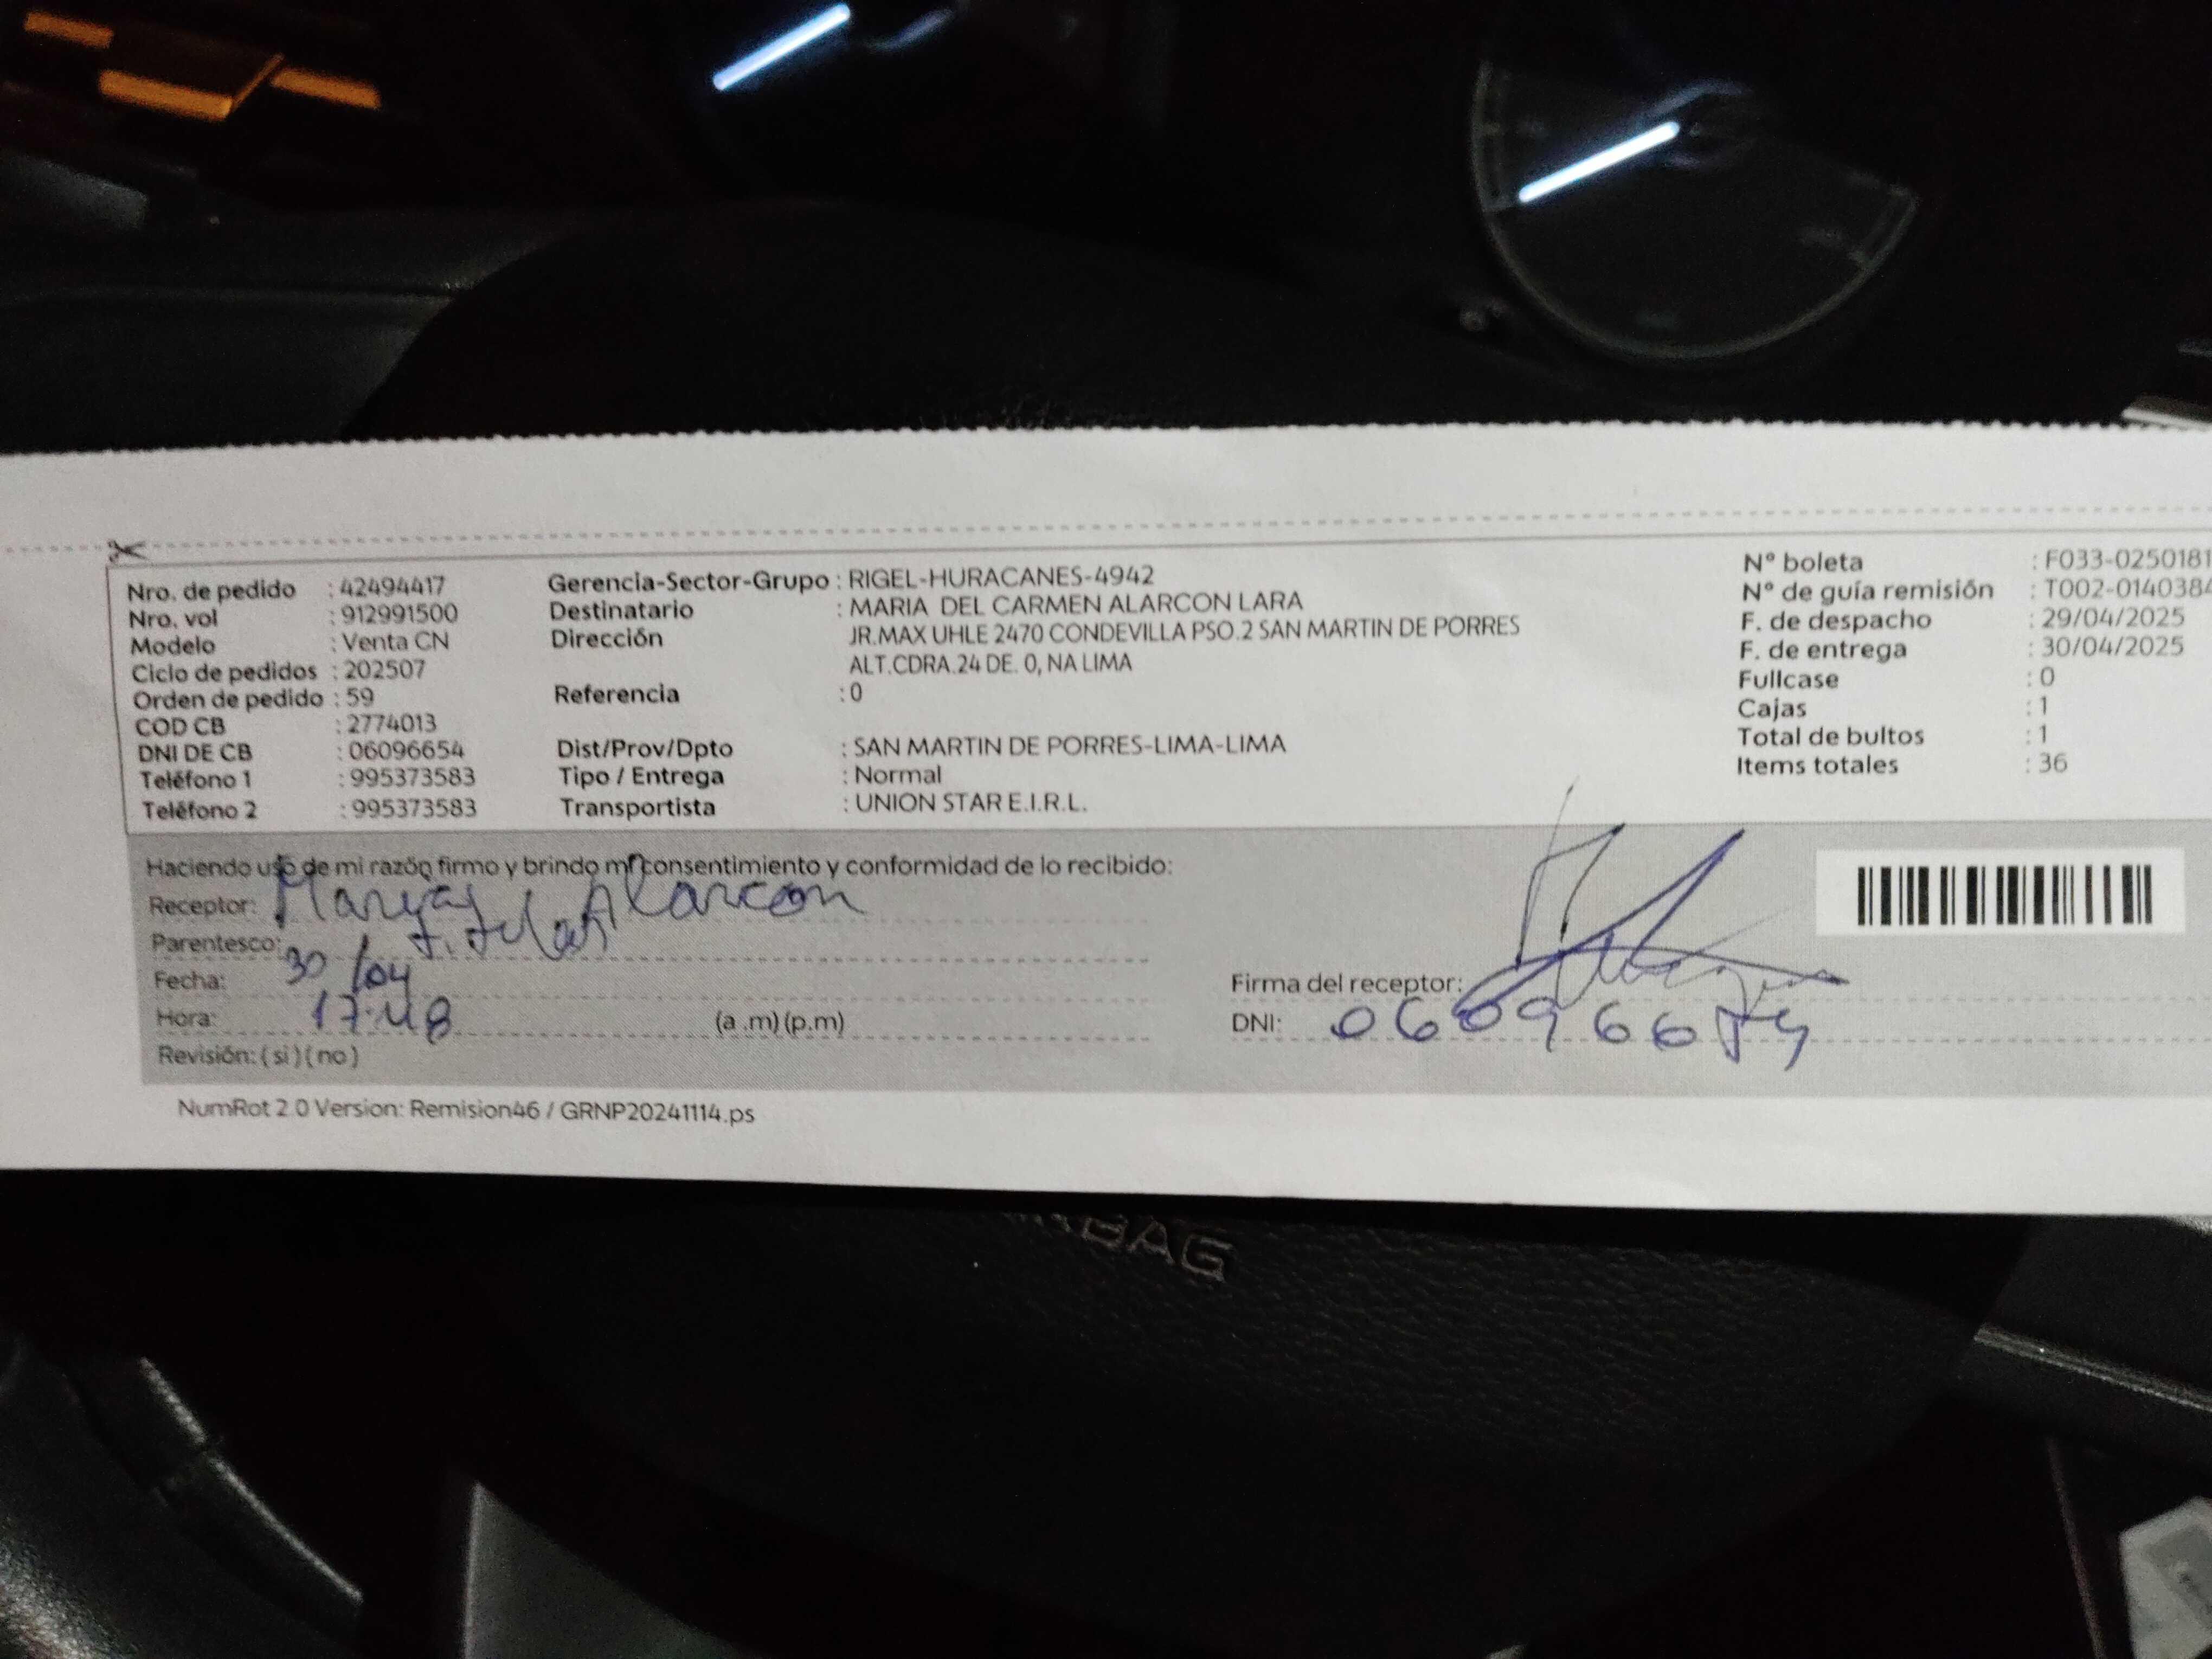 Nro. de pedido : 42494417
Nro. vol : 912991500
Modelo : Venta CN
Ciclo de pedidos : 202507
Orden de pedido : 59
COD CB : 2774013
DNI DE CB : 06096654
Teléfono 1 : 995373583
Teléfono 2 : 995373583
Gerencia-Sector-Grupo : RIGEL-HURACANES-4942
Destinatario : MARIA DEL CARMEN ALARCON LARA
Dirección JR.MAX UHLE 2470 CONDEVILLA PSO.2 SAN MARTIN DE PORRES
ALT.CDRA.24 DE. 0, NA LIMA
Referencia : 0
Dist/Prov/Dpto : SAN MARTIN DE PORRES-LIMA-LIMA
Tipo / Entrega : Normal
Transportista : UNION STAR E.I.R.L.
N° boleta : F033-0250181
N° de guía remisión : T002-0140384
F. de despacho : 29/04/2025
F. de entrega : 30/04/2025
Fullcase : 0
Cajas : 1
Total de bultos : 1
Items totales : 36
Haciendo uso de mi razón firmo y brindo mi consentimiento y conformidad de lo recibido:
Receptor: Alarcon
Parentesco:
Fecha: 30/04
Hora: 17:48 (a .m) (p.m)
Revisión: ( si ) ( no )
Firma del receptor:
DNI: 06096654
NumRot 2.0 Version: Remision46 / GRNP20241114.ps
BAG